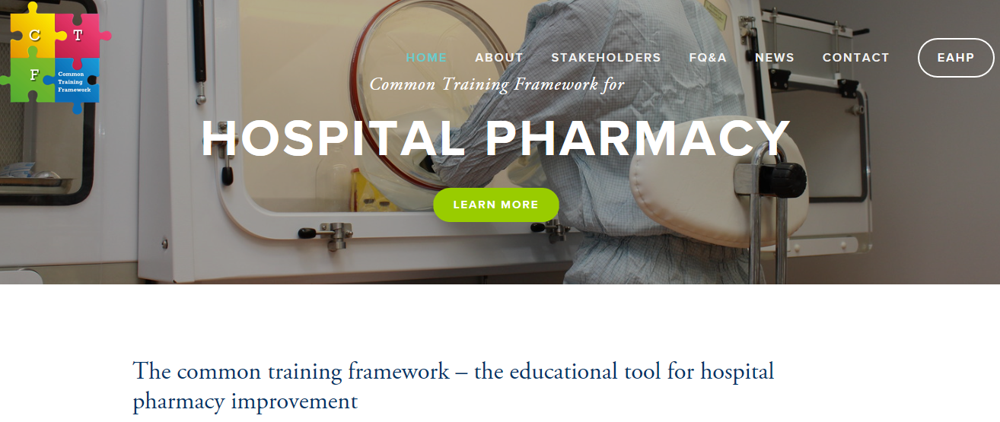 C T
F Common
Training
Framework
HOME ABOUT STAKEHOLDERS FQ&A NEWS CONTACT EAHP
Common Training Framework for
HOSPITAL PHARMACY
LEARN MORE
The common training framework – the educational tool for hospital
pharmacy improvement